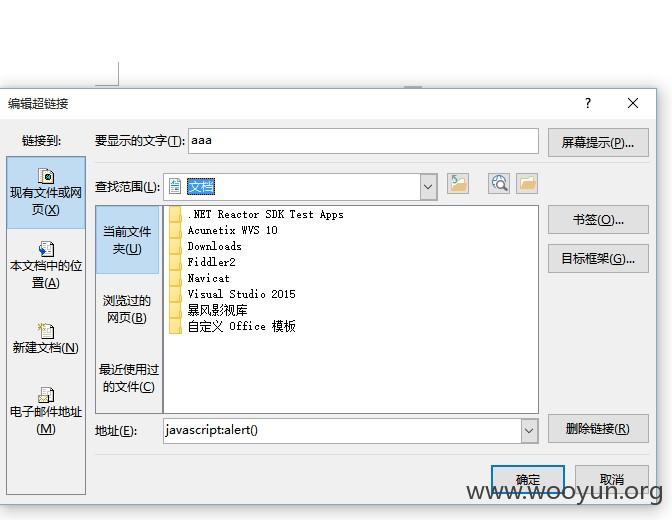 编辑超链接
?
链接到:
要显示的文字(T):
aaa
屏幕提示(P)...
现有文件或网
页(X)
查找范围(L):
文档
当前文件
夹(U)
.NET Reactor SDK Test Apps
Acunetix WVS 10
Downloads
Fiddler2
Navicat
Visual Studio 2015
暴风影视库
自定义 Office 模板
书签(O)...
目标框架(G)...
本文档中的位
置(A)
浏览过的
网页(B)
新建文档(N)
最近使用过
的文件(C)
电子邮件地址
(M)
地址(E):
javascript:alert()
删除链接(R)
确定
取消
www.wooyun.org